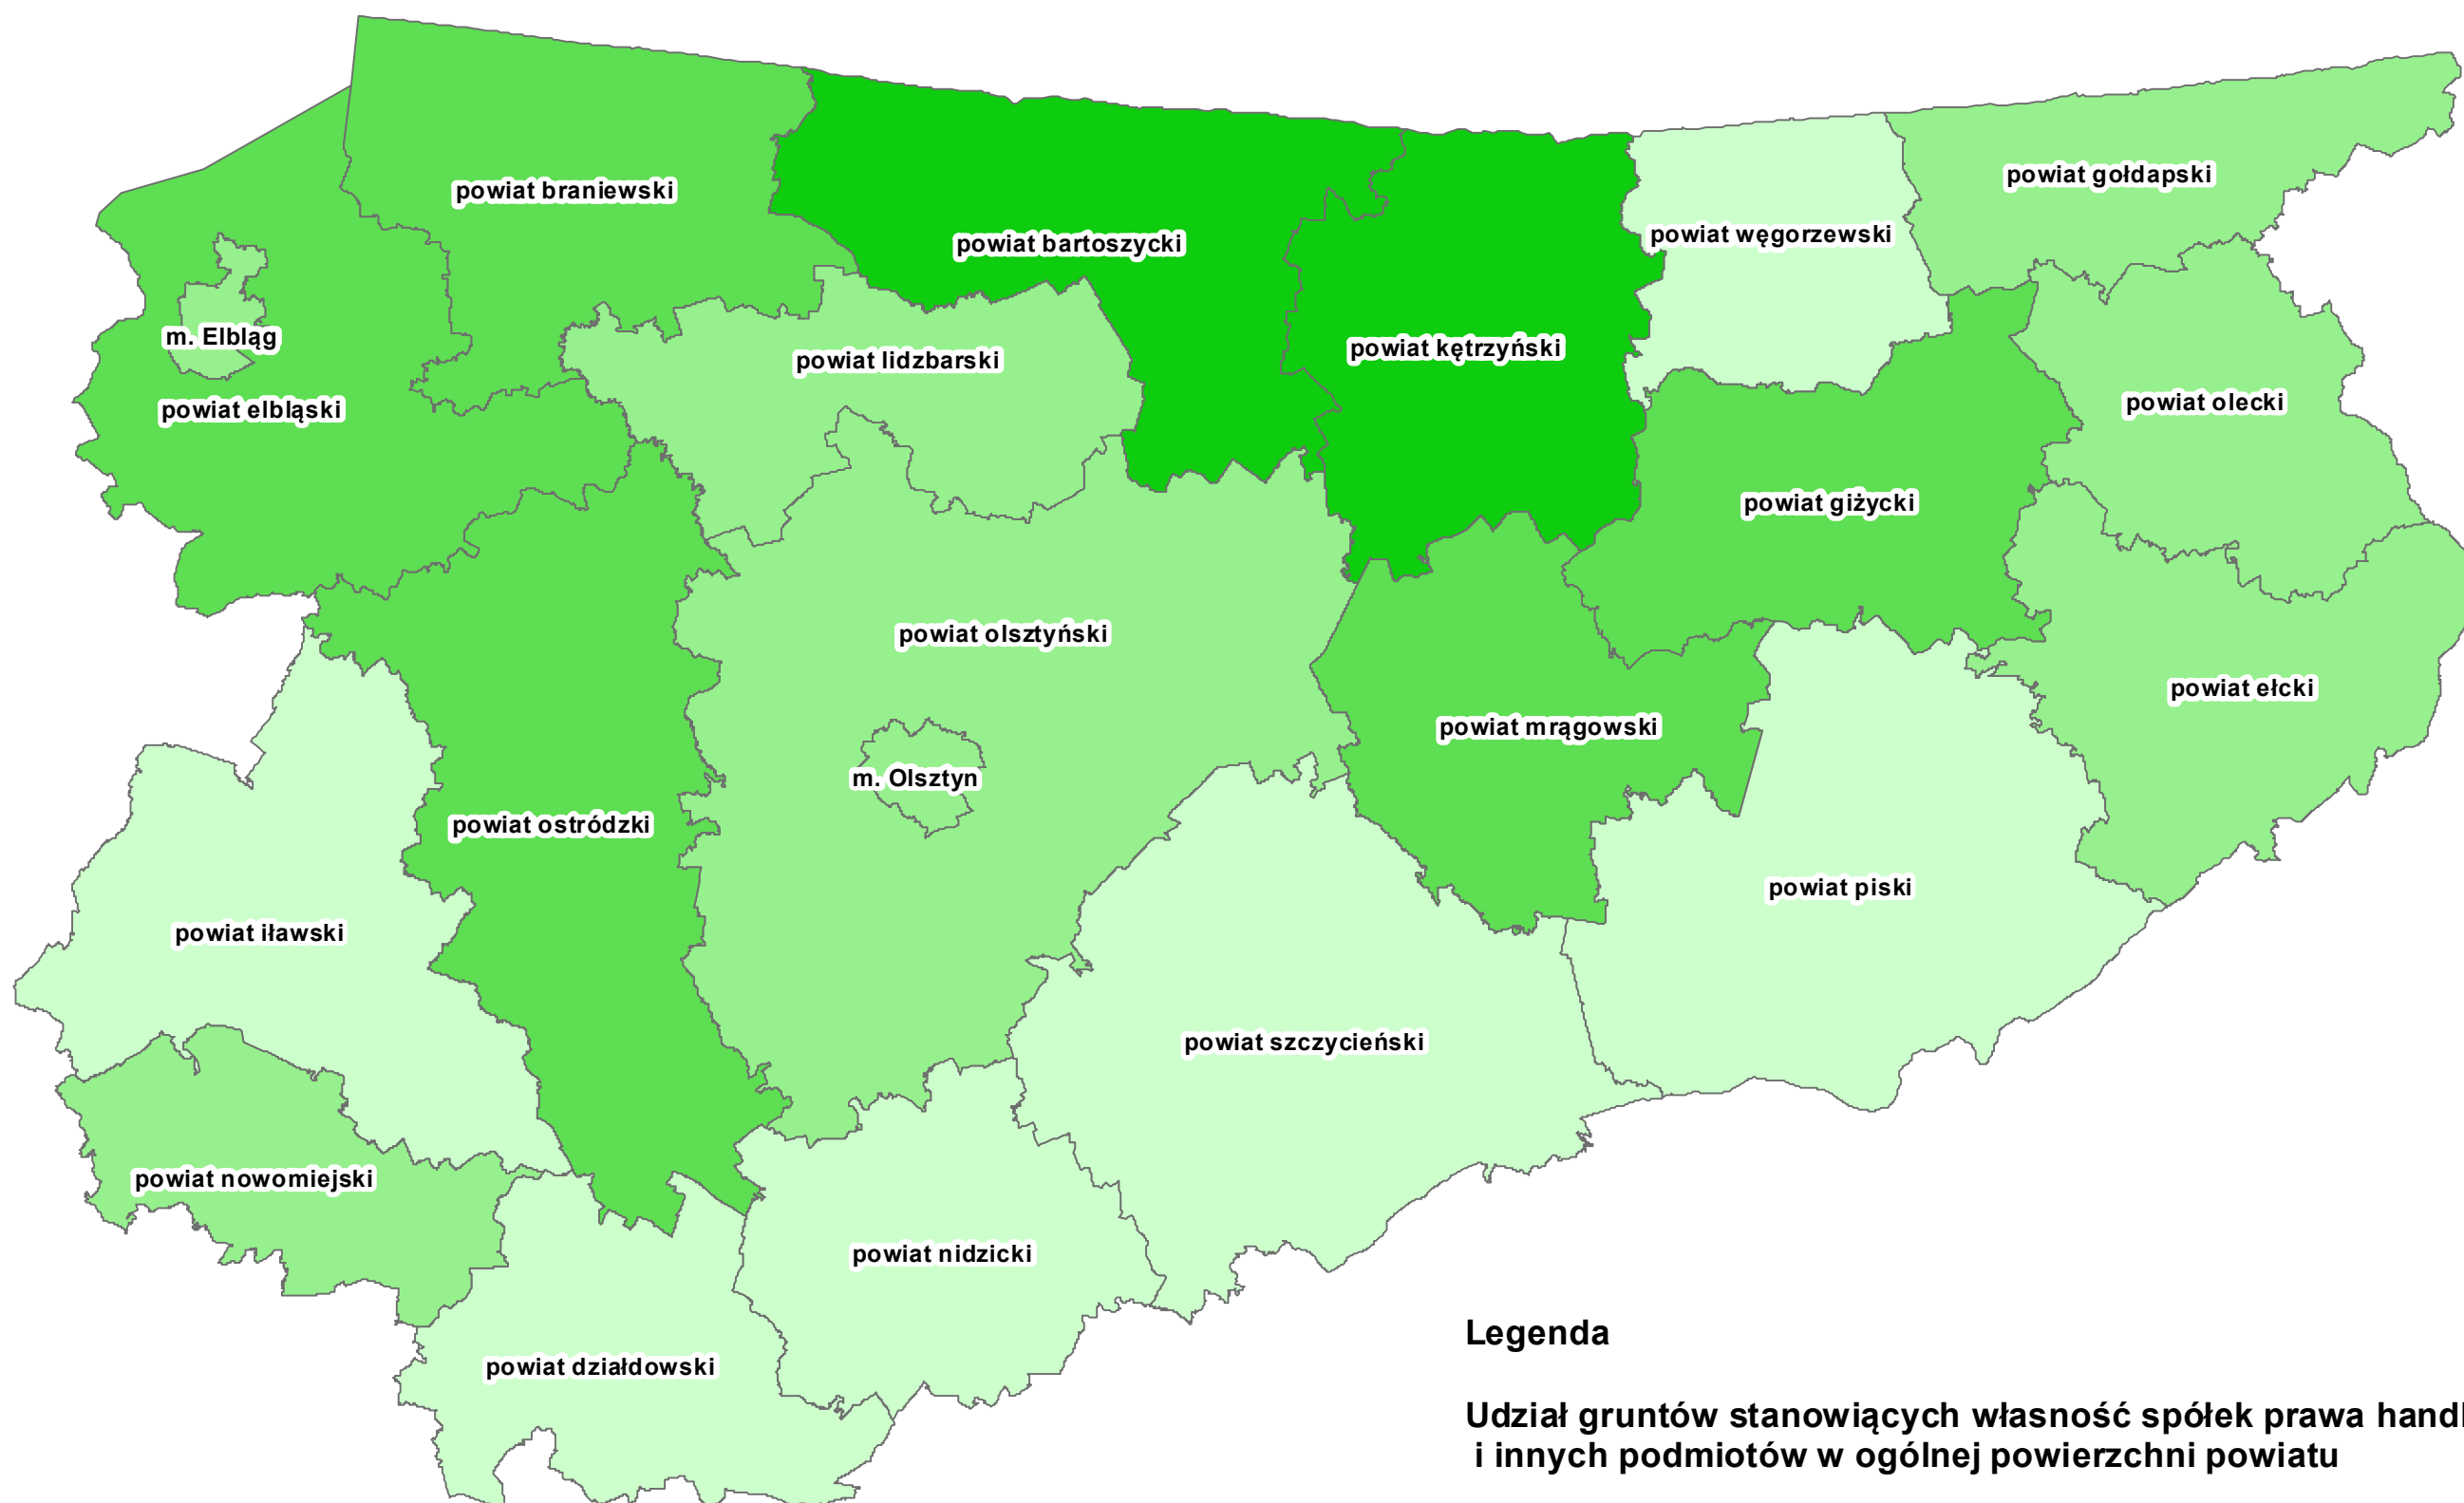 powiat gołdapski
powiat braniewski
powiat węgorzewski
powiat bartoszycki
m. Elbląg
powiat kętrzyński
powiat lidzbarski
powiat olecki
powiat elbląski
powiat giżycki
powiat olsztyński
powiat ełcki
powiat mrągowski
m. Olsztyn
powiat ostródzki
powiat piski
powiat iławski
powiat szczycieński
powiat nowomiejski
powiat nidzicki
powiat działdowski
Legenda
Udział gruntów stanowiących własność spółek prawa handl
i innych podmiotów w ogólnej powierzchni powiatu